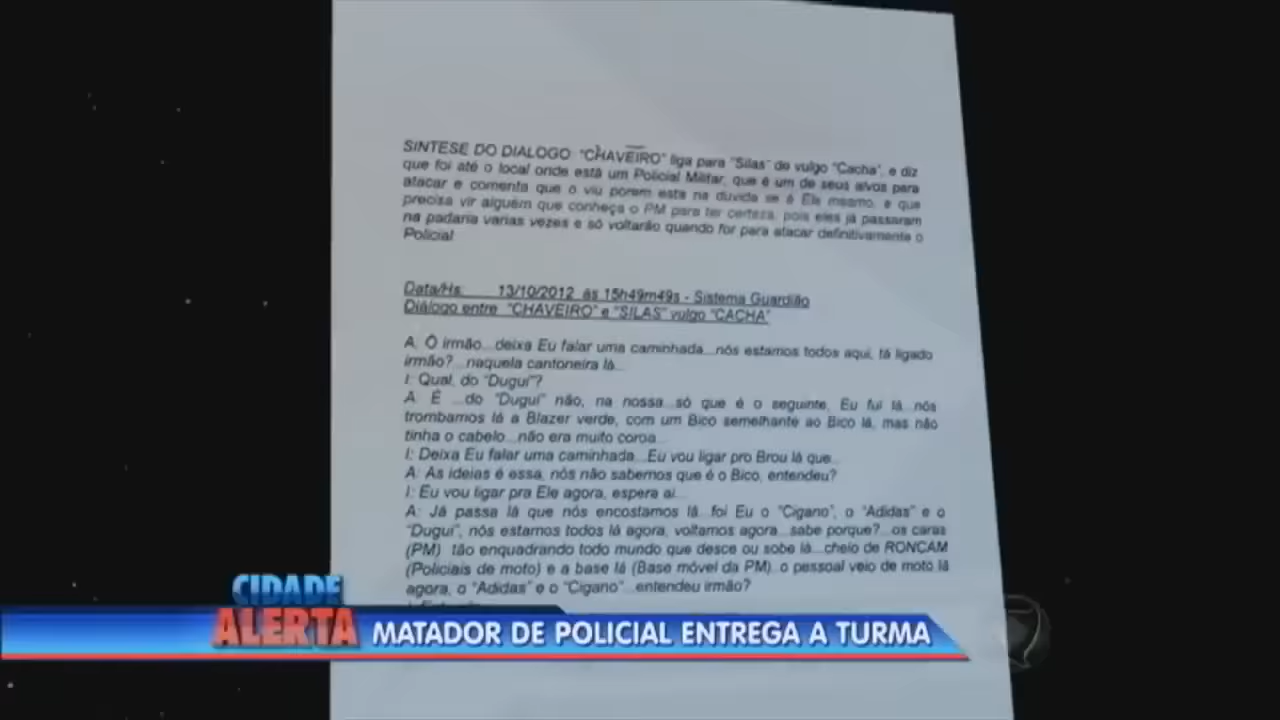 SINTESE DO DIALOGO: "CHAVEIRO" liga para "Silas" de vulgo "Cacha", e diz
que foi até o local onde está um Policial Militar, que é um de seus alvos para
atacar e comenta que o viu porem esta na duvida se é Ele mesmo, e que
precisa vir alguém que conheça o PM para ter certeza, pois eles já passaram
na padaria varias vezes e só voltarão quando for para atacar definitivamente o
Policial
Data/Hs: 13/10/2012 às 15h49m49s - Sistema Guardião
Diálogo entre "CHAVEIRO" e "SILAS" vulgo "CACHA"
A: Ô irmão...deixa Eu falar uma caminhada...nós estamos todos aqui, tá ligado
irmão?...naquela cantoneira lá...
I: Qual, do "Dugui"?
A: É ...do "Dugui" não, na nossa...só que é o seguinte, Eu fui lá...nós
trombamos lá a Blazer verde, com um Bico semelhante ao Bico lá, mas não
tinha o cabelo...não era muito coroa...
I: Deixa Eu falar uma caminhada...Eu vou ligar pro Brou lá que...
A: As ideias é essa, nós não sabemos que é o Bico, entendeu?
I: Eu vou ligar pra Ele agora, espera ai...
A: Já passa lá que nós encostamos lá...foi Eu o "Cigano", o "Adidas" e o
"Dugui", nós estamos todos lá agora, voltamos agora...sabe porque?...os caras
(PM) tão enquadrando todo mundo que desce ou sobe lá...cheio de RONCAM
(Policiais de moto) e a base lá (Base móvel da PM)..o pessoal veio de moto lá
agora, o "Adidas" e o "Cigano"...entendeu irmão?
CIDADE
ALERTA MATADOR DE POLICIAL ENTREGA A TURMA